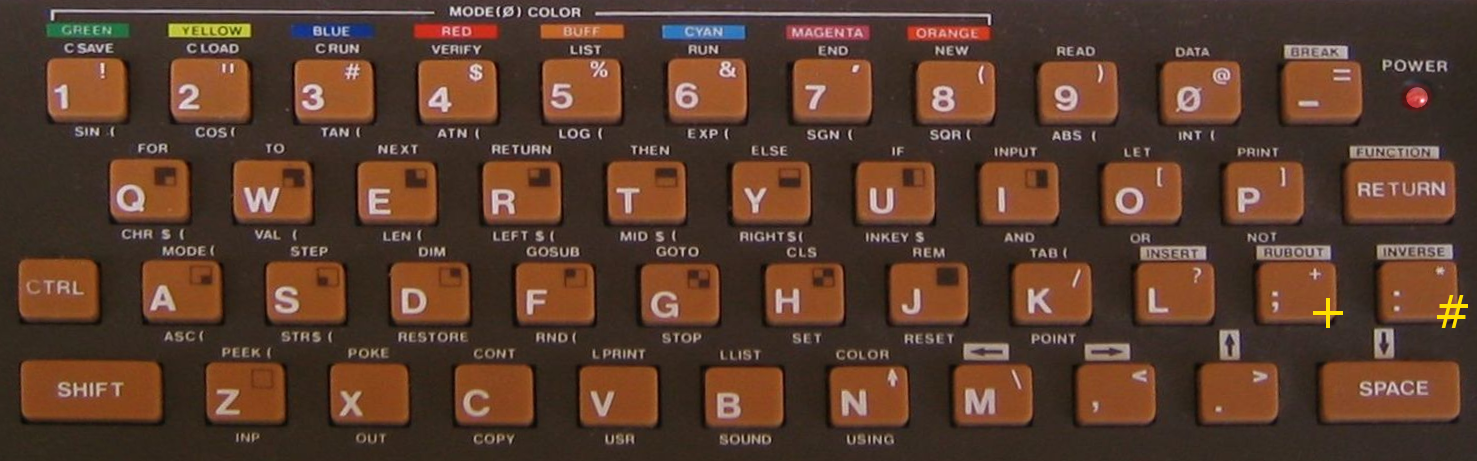 MODE(Ø) COLOR
GREEN YELLOW BLUE RED BUFF CYAN MAGENTA ORANGE
C SAVE C LOAD C RUN VERIFY LIST RUN END NEW READ DATA BREAK
POWER
! " # $ % & ' ( ) @ =
1 2 3 4 5 6 7 8 9 Ø -
SIN ( COS ( TAN ( ATN ( LOG ( EXP ( SGN ( SQR ( ABS ( INT (
FOR TO NEXT RETURN THEN ELSE IF INPUT LET PRINT FUNCTION
[ ]
Q W E R T Y U I O P RETURN
CHR $ ( VAL ( LEN ( LEFT $ ( MID $ ( RIGHT $ ( INKEY $ AND OR NOT
MODE ( STEP DIM GOSUB GOTO CLS REM TAB ( INSERT RUBOUT INVERSE
/ ? + *
CTRL A S D F G H J K L ; :
+ #
ASC ( STR $ ( RESTORE RND ( STOP SET RESET POINT
PEEK ( POKE CONT LPRINT LLIST COLOR ← → ↑ ↓
↑ \ < >
SHIFT Z X C V B N M , . SPACE
INP OUT COPY USR SOUND USING